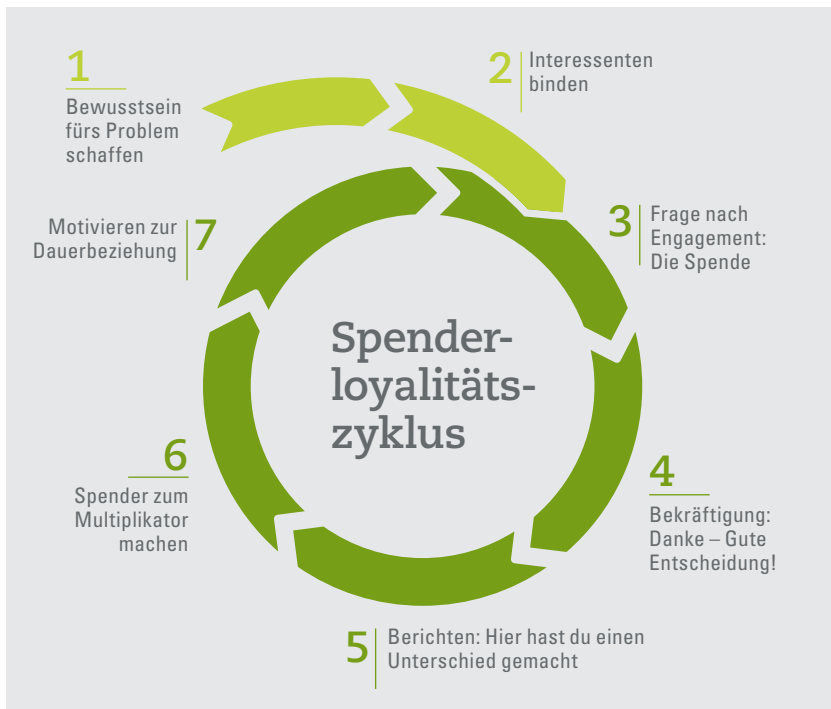 1
Bewusstsein
fürs Problem
schaffen
2
Interessenten
binden
3
Frage nach
Engagement:
Die Spende
4
Bekräftigung:
Danke – Gute
Entscheidung!
5
Berichten: Hier hast du einen
Unterschied gemacht
6
Spender zum
Multiplikator
machen
7
Motivieren zur
Dauerbeziehung
Spender-
loyalitäts-
zyklus